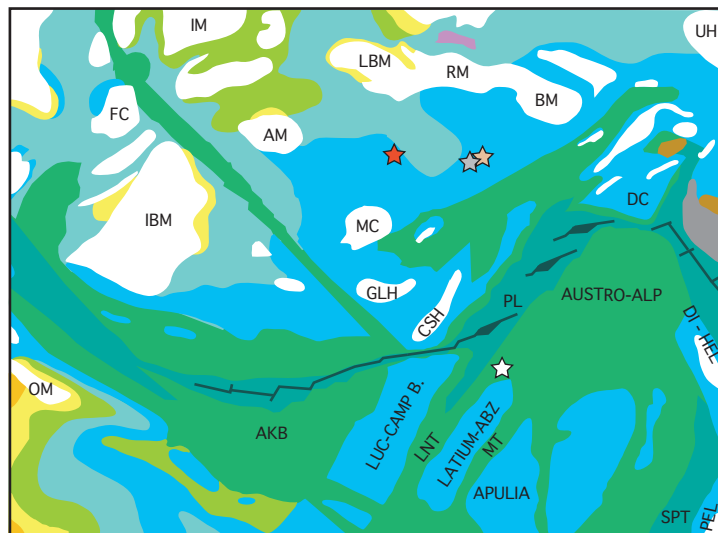 IM
UH
LBM
RM
BM
FC
AM
DC
IBM
MC
GLH
CSH
PL
AUSTRO-ALP
DI - HEL
OM
LUC-CAMP B.
AKB
LNT
LATIUM-ABZ
MT
APULIA
SPT
PEL